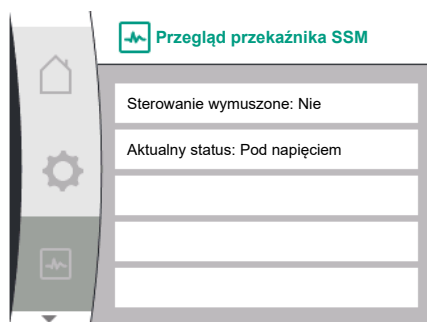 Przegląd przekaźnika SSM
Sterowanie wymuszone: Nie
Aktualny status: Pod napięciem